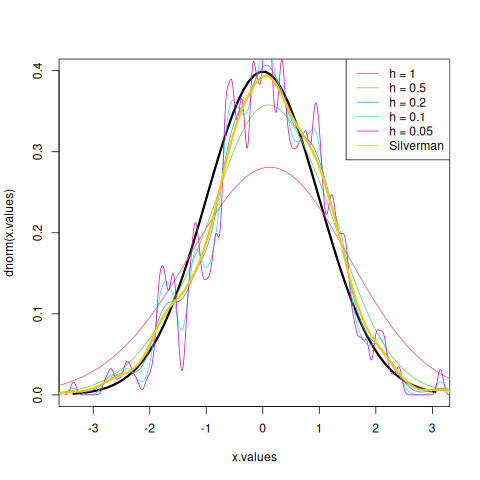 h = 1
h = 0.5
h = 0.2
h = 0.1
h = 0.05
Silverman
dnorm(x.values)
0.4
0.3
0.2
0.1
0.0
-3 -2 -1 0 1 2 3
x.values